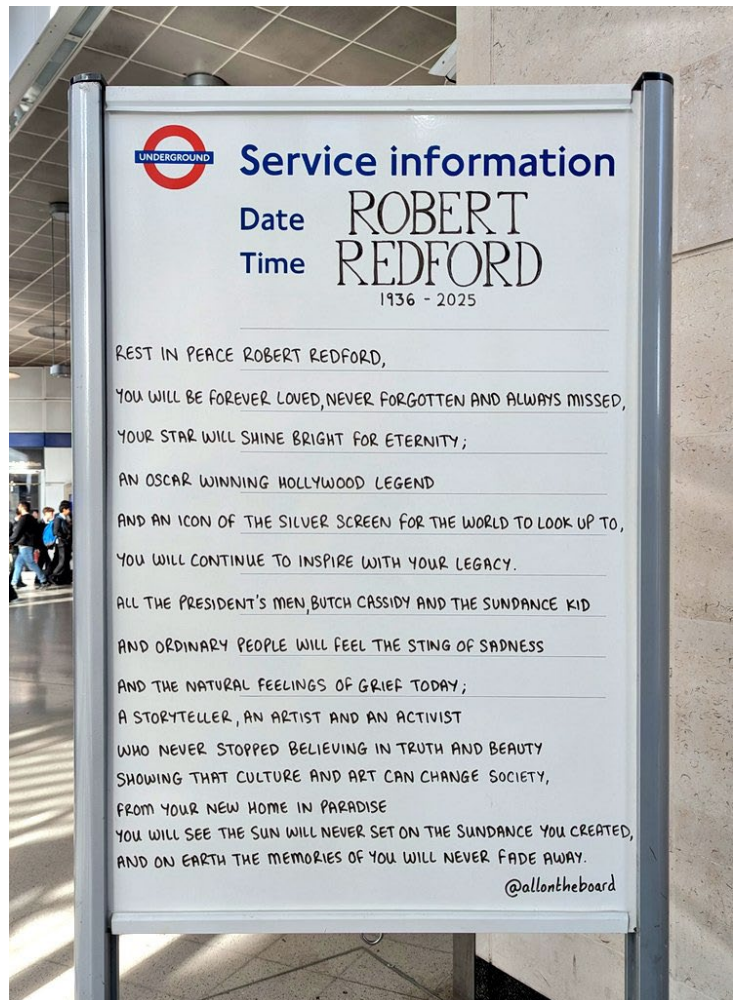 UNDERGROUND
Service information
Date ROBERT
Time REDFORD
1936 - 2025
REST IN PEACE ROBERT REDFORD,
YOU WILL BE FOREVER LOVED, NEVER FORGOTTEN AND ALWAYS MISSED,
YOUR STAR WILL SHINE BRIGHT FOR ETERNITY;
AN OSCAR WINNING HOLLYWOOD LEGEND
AND AN ICON OF THE SILVER SCREEN FOR THE WORLD TO LOOK UP TO,
YOU WILL CONTINUE TO INSPIRE WITH YOUR LEGACY.
ALL THE PRESIDENT'S MEN, BUTCH CASSIDY AND THE SUNDANCE KID
AND ORDINARY PEOPLE WILL FEEL THE STING OF SADNESS
AND THE NATURAL FEELINGS OF GRIEF TODAY;
A STORYTELLER, AN ARTIST AND AN ACTIVIST
WHO NEVER STOPPED BELIEVING IN TRUTH AND BEAUTY
SHOWING THAT CULTURE AND ART CAN CHANGE SOCIETY,
FROM YOUR NEW HOME IN PARADISE
YOU WILL SEE THE SUN WILL NEVER SET ON THE SUNDANCE YOU CREATED,
AND ON EARTH THE MEMORIES OF YOU WILL NEVER FADE AWAY.
@allontheboard